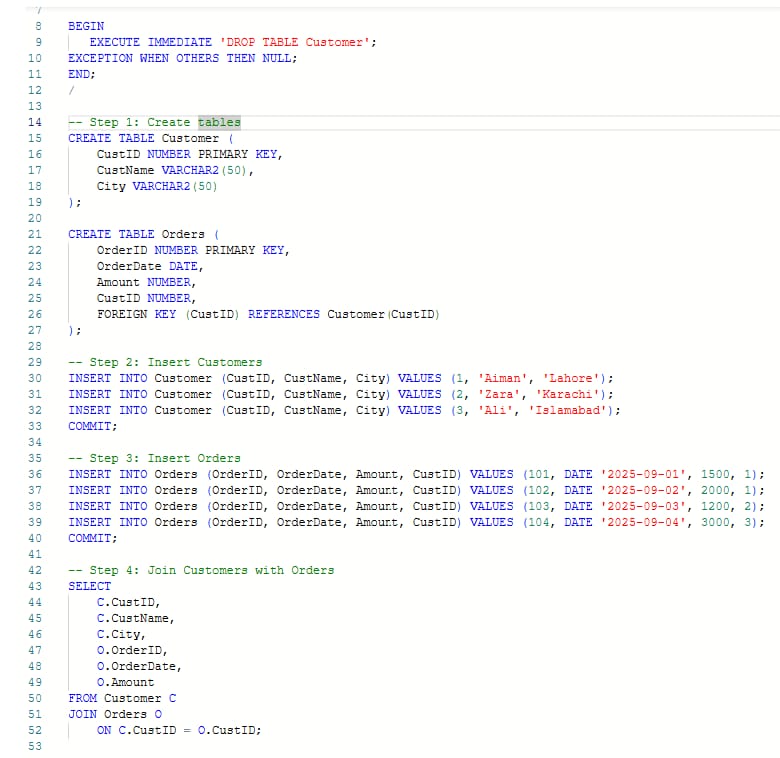 7
8 BEGIN
9 EXECUTE IMMEDIATE 'DROP TABLE Customer';
10 EXCEPTION WHEN OTHERS THEN NULL;
11 END;
12 /
13
14 -- Step 1: Create tables
15 CREATE TABLE Customer (
16 CustID NUMBER PRIMARY KEY,
17 CustName VARCHAR2(50),
18 City VARCHAR2(50)
19 );
20
21 CREATE TABLE Orders (
22 OrderID NUMBER PRIMARY KEY,
23 OrderDate DATE,
24 Amount NUMBER,
25 CustID NUMBER,
26 FOREIGN KEY (CustID) REFERENCES Customer(CustID)
27 );
28
29 -- Step 2: Insert Customers
30 INSERT INTO Customer (CustID, CustName, City) VALUES (1, 'Aiman', 'Lahore');
31 INSERT INTO Customer (CustID, CustName, City) VALUES (2, 'Zara', 'Karachi');
32 INSERT INTO Customer (CustID, CustName, City) VALUES (3, 'Ali', 'Islamabad');
33 COMMIT;
34
35 -- Step 3: Insert Orders
36 INSERT INTO Orders (OrderID, OrderDate, Amount, CustID) VALUES (101, DATE '2025-09-01', 1500, 1);
37 INSERT INTO Orders (OrderID, OrderDate, Amount, CustID) VALUES (102, DATE '2025-09-02', 2000, 1);
38 INSERT INTO Orders (OrderID, OrderDate, Amount, CustID) VALUES (103, DATE '2025-09-03', 1200, 2);
39 INSERT INTO Orders (OrderID, OrderDate, Amount, CustID) VALUES (104, DATE '2025-09-04', 3000, 3);
40 COMMIT;
41
42 -- Step 4: Join Customers with Orders
43 SELECT
44 C.CustID,
45 C.CustName,
46 C.City,
47 O.OrderID,
48 O.OrderDate,
49 O.Amount
50 FROM Customer C
51 JOIN Orders O
52 ON C.CustID = O.CustID;
53